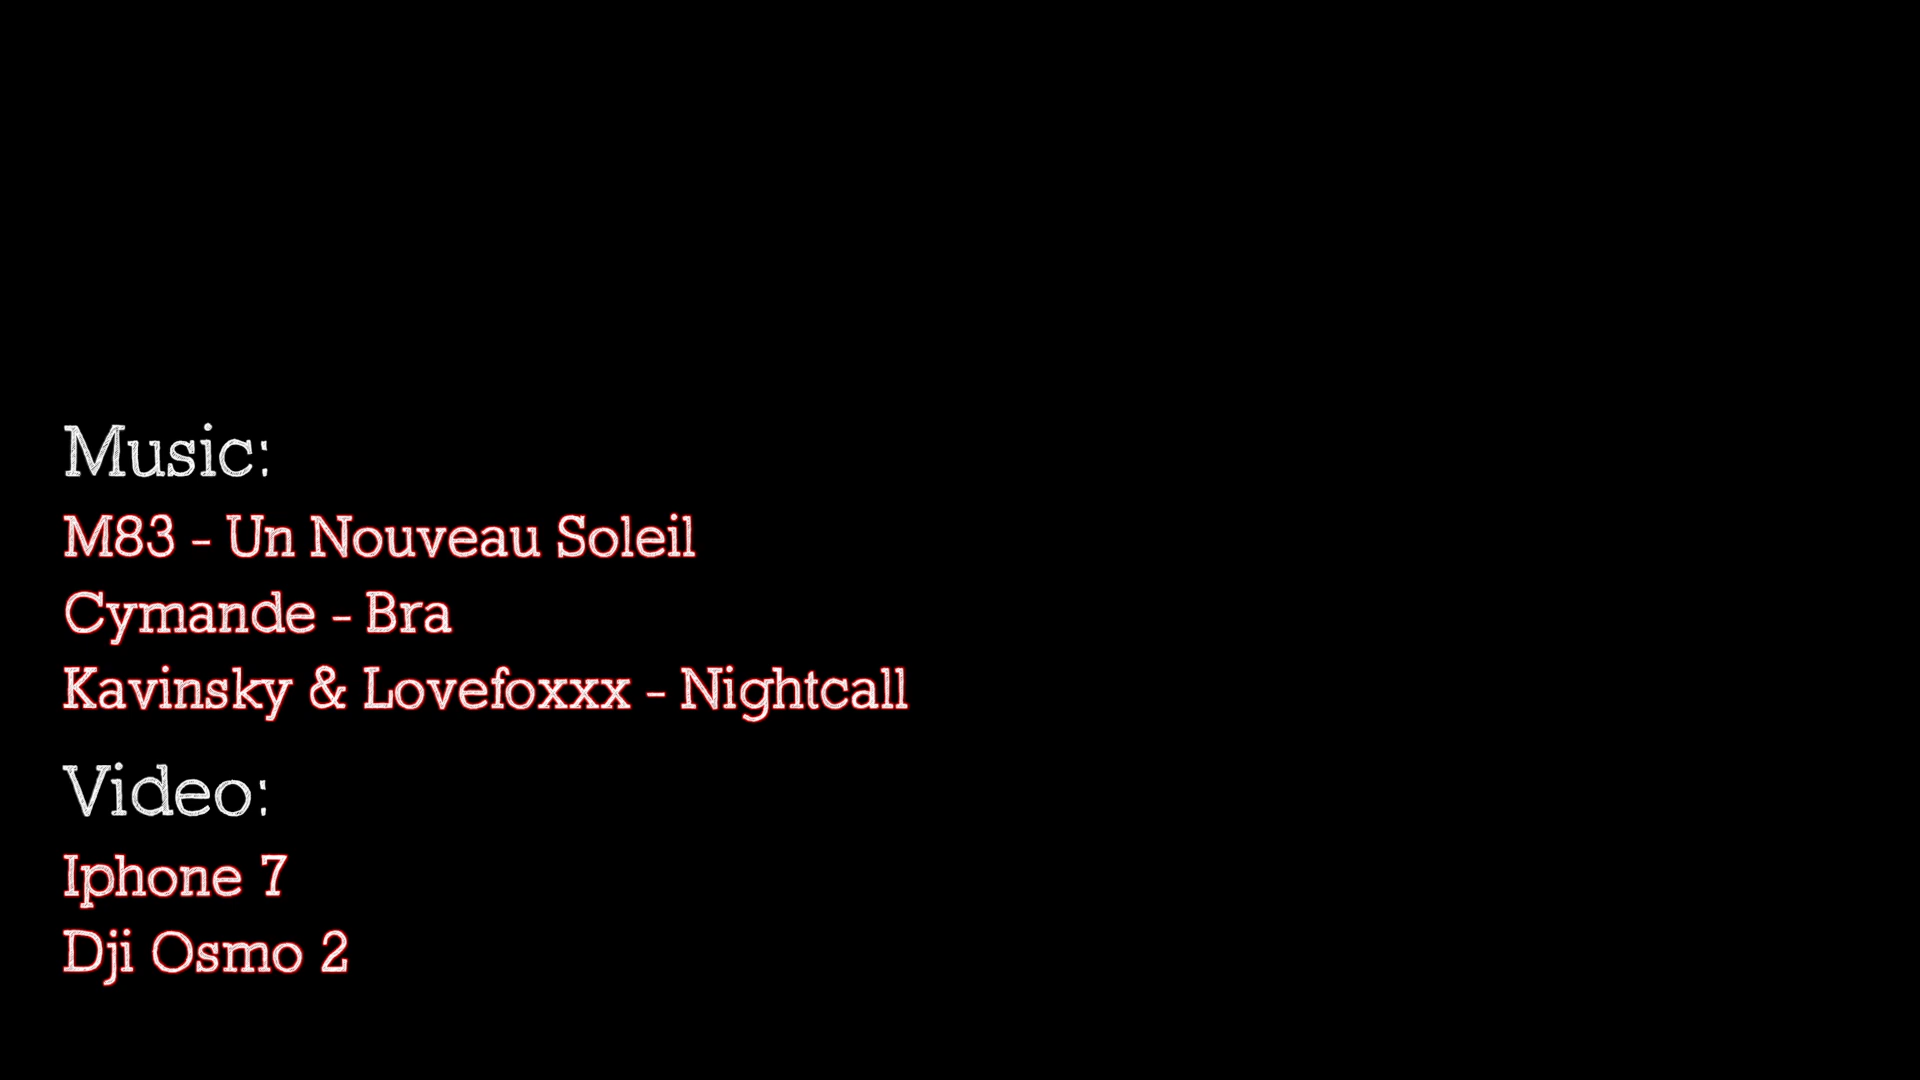 Music:
M83 - Un Nouveau Soleil
Cymande - Bra
Kavinsky & Lovefoxxx - Nightcall
Video:
Iphone 7
Dji Osmo 2